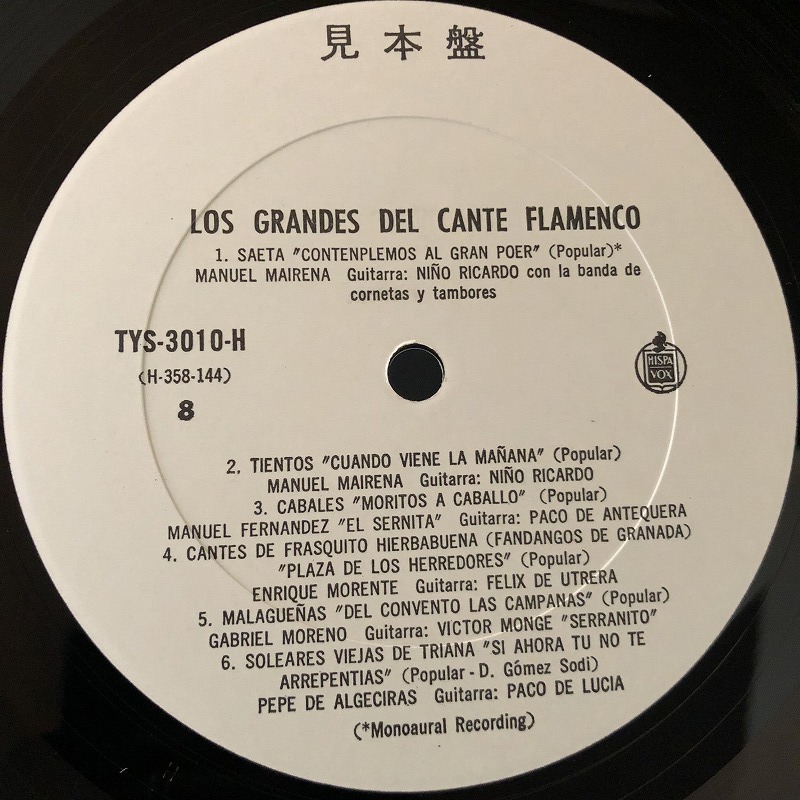 見本盤
LOS GRANDES DEL CANTE FLAMENCO
1. SAETA "CONTENPLEMOS AL GRAN POER" (Popular)*
MANUEL MAIRENA Guitarra: NIÑO RICARDO con la banda de
cornetas y tambores
TYS-3010-H
(H-358-144)
8
HISPA
VOX
2. TIENTOS "CUANDO VIENE LA MAÑANA" (Popular)
MANUEL MAIRENA Guitarra: NIÑO RICARDO
3. CABALES "MORITOS A CABALLO" (Popular)
MANUEL FERNANDEZ "EL SERNITA" Guitarra: PACO DE ANTEQUERA
4. CANTES DE FRASQUITO HIERBABUENA (FANDANGOS DE GRANADA)
"PLAZA DE LOS HERREDORES" (Popular)
ENRIQUE MORENTE Guitarra: FELIX DE UTRERA
5. MALAGUEÑAS "DEL CONVENTO LAS CAMPANAS" (Popular)
GABRIEL MORENO Guitarra: VICTOR MONGE "SERRANITO"
6. SOLEARES VIEJAS DE TRIANA "SI AHORA TU NO TE
ARREPENTIAS" (Popular - D. Gómez Sodi)
PEPE DE ALGECIRAS Guitarra: PACO DE LUCIA
(*Monoaural Recording)